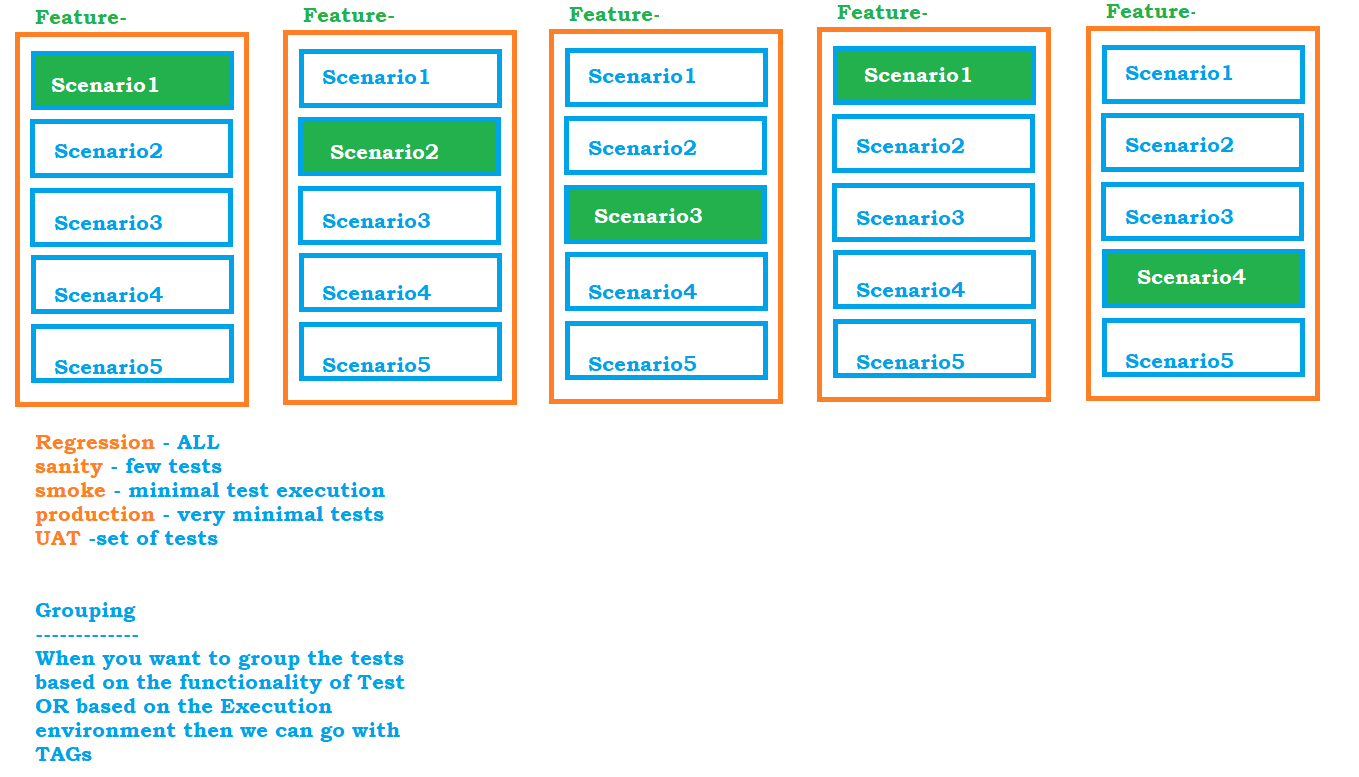 Feature-
Scenario1
Scenario2
Scenario3
Scenario4
Scenario5
Feature-
Scenario1
Scenario2
Scenario3
Scenario4
Scenario5
Feature-
Scenario1
Scenario2
Scenario3
Scenario4
Scenario5
Feature-
Scenario1
Scenario2
Scenario3
Scenario4
Scenario5
Feature-
Scenario1
Scenario2
Scenario3
Scenario4
Scenario5
Regression - ALL
sanity - few tests
smoke - minimal test execution
production - very minimal tests
UAT -set of tests
Grouping
-------------
When you want to group the tests
based on the functionality of Test
OR based on the Execution
environment then we can go with
TAGs